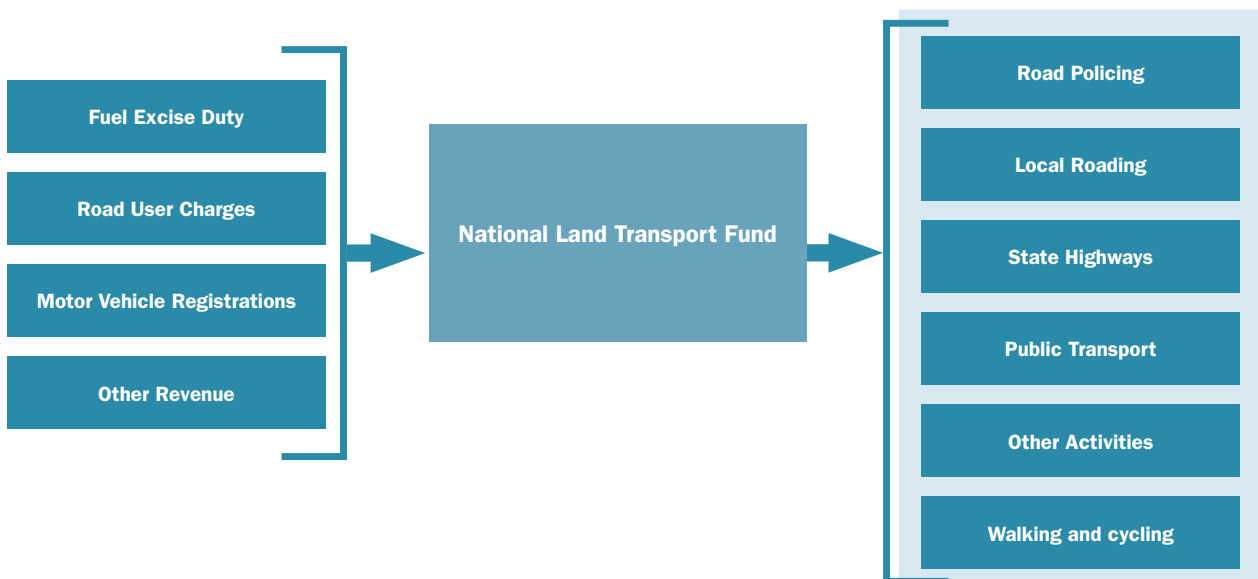 Fuel Excise Duty
Road User Charges
Motor Vehicle Registrations
Other Revenue
National Land Transport Fund
Road Policing
Local Roading
State Highways
Public Transport
Other Activities
Walking and cycling